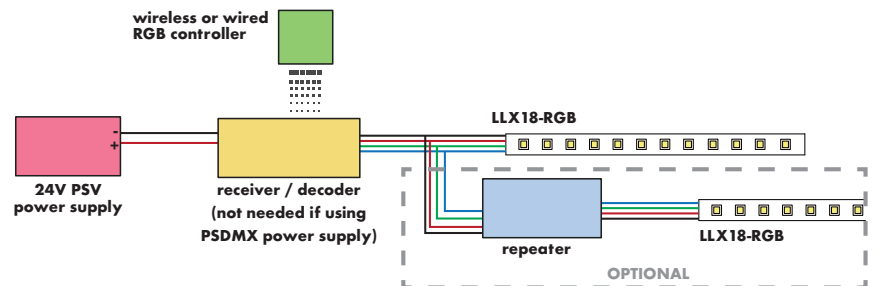 wireless or wired
RGB controller
LLX18-RGB
-
+
24V PSV
power supply
receiver / decoder
(not needed if using
PSDMX power supply)
repeater
LLX18-RGB
OPTIONAL